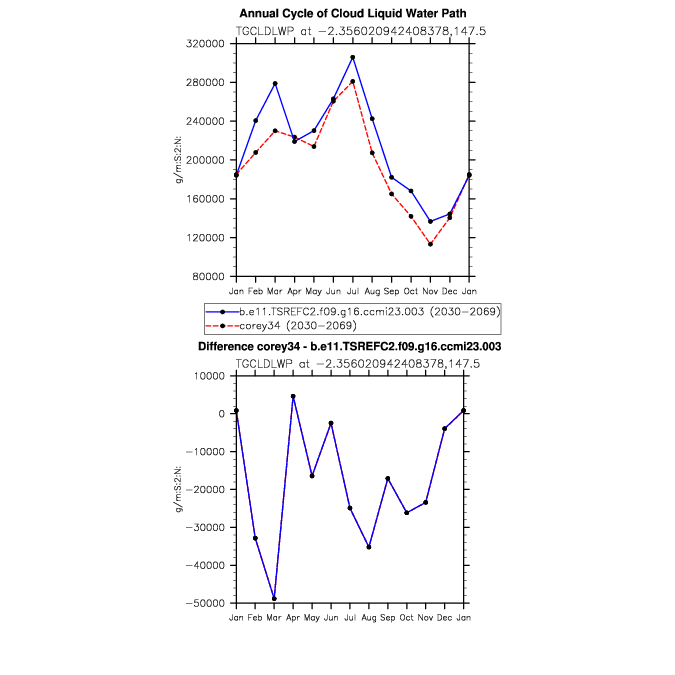 Annual Cycle of Cloud Liquid Water Path
TGCLDLWP at −2.356020942408378,147.5
320000
280000
240000
200000
160000
120000
80000
g/m:S:2:N:
Jan Feb Mar Apr May Jun Jul Aug Sep Oct Nov Dec Jan
b.e11.TSREFC2.f09.g16.ccmi23.003 (2030−2069)
corey34 (2030−2069)
Difference corey34 - b.e11.TSREFC2.f09.g16.ccmi23.003
TGCLDLWP at −2.356020942408378,147.5
10000
0
−10000
−20000
−30000
−40000
−50000
g/m:S:2:N:
Jan Feb Mar Apr May Jun Jul Aug Sep Oct Nov Dec Jan